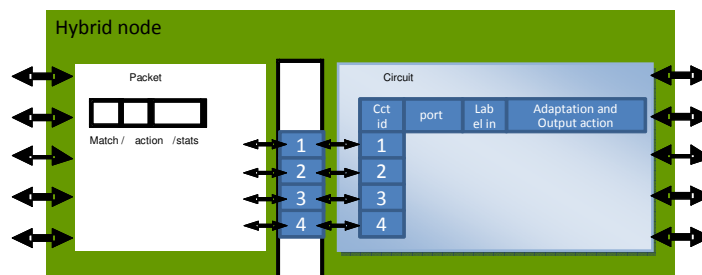 Hybrid node
Packet
Match / action /stats
1
2
3
4
Circuit
Cct id
port
Lab el in
Adaptation and Output action
1
2
3
4